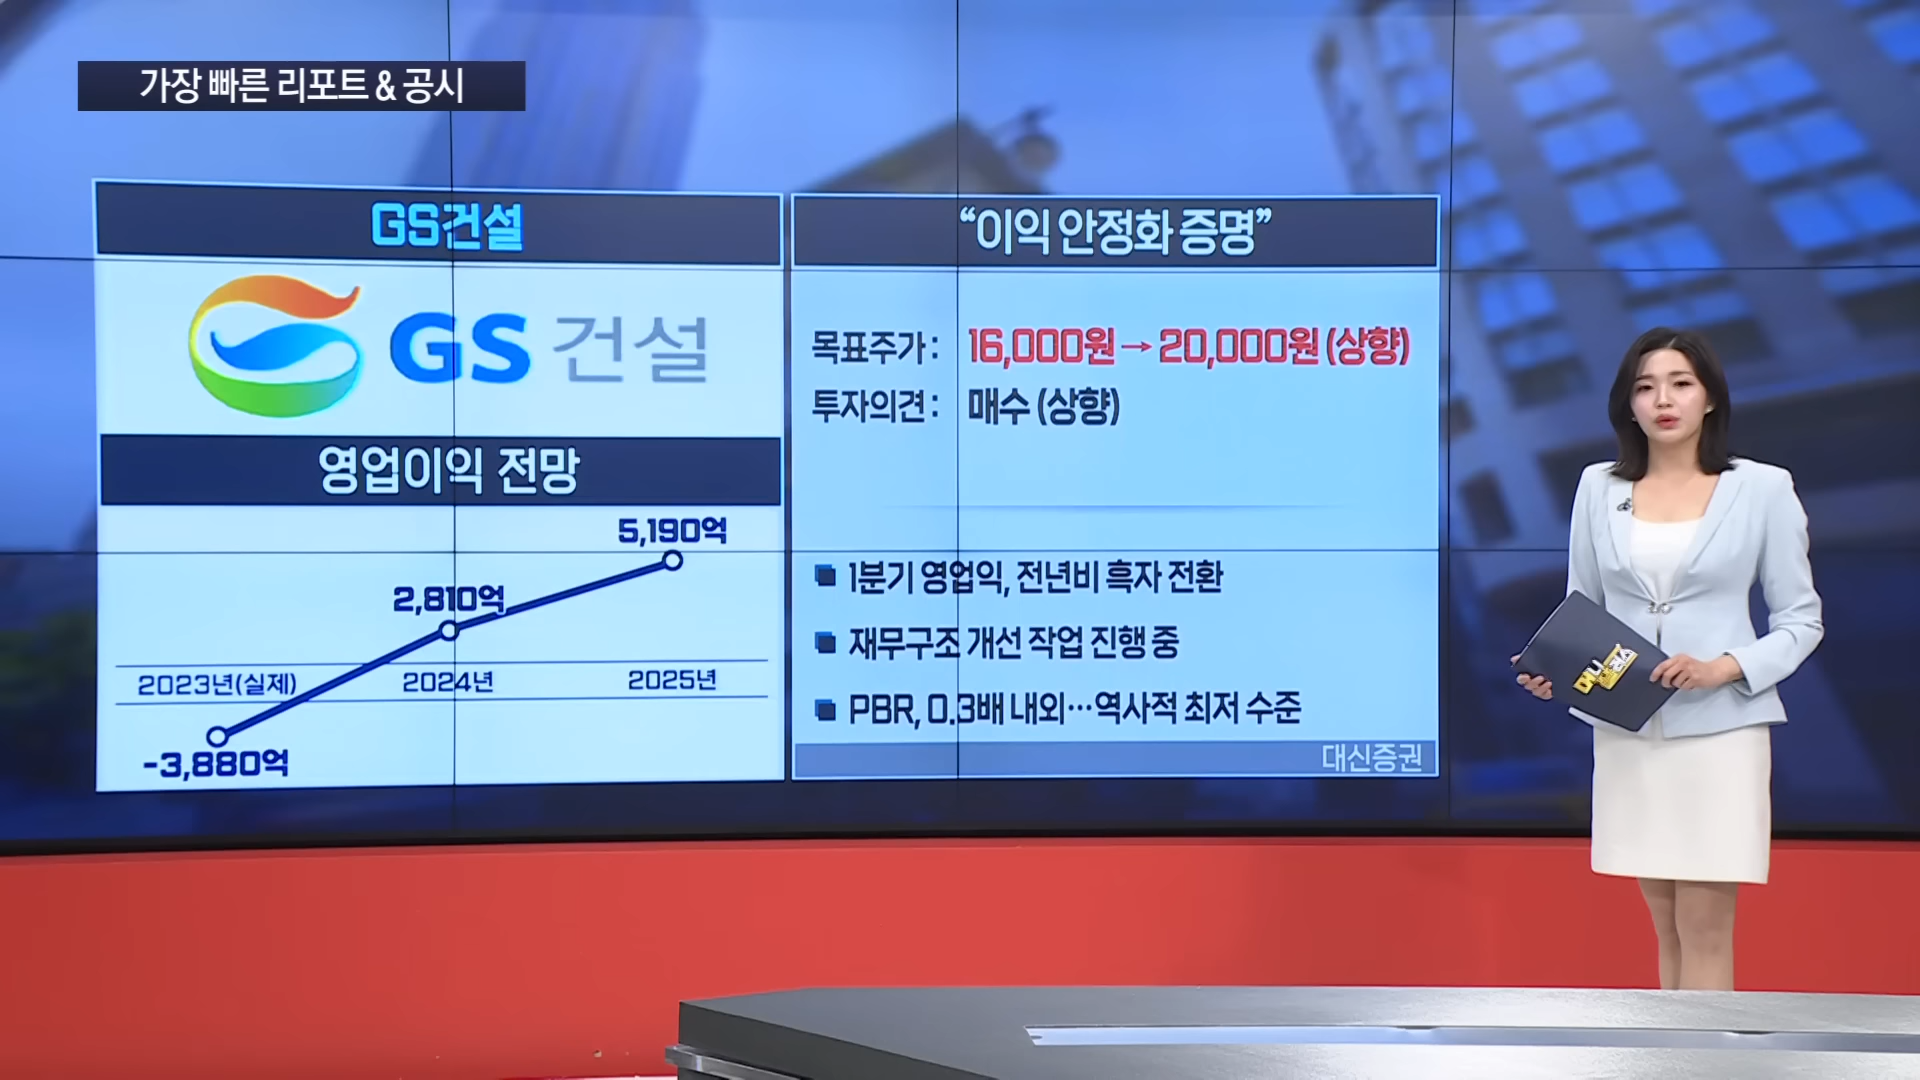 가장 빠른 리포트 & 공시
GS건설
GS 건설
영업이익 전망
5,190억
2,810억
2023년(실제) 2024년 2025년
-3,880억
“이익 안정화 증명”
목표주가 : 16,000원→20,000원 (상향)
투자의견 : 매수 (상향)
1분기 영업익, 전년비 흑자 전환
재무구조 개선 작업 진행 중
PBR, 0.3배 내외…역사적 최저 수준
대신증권
머니